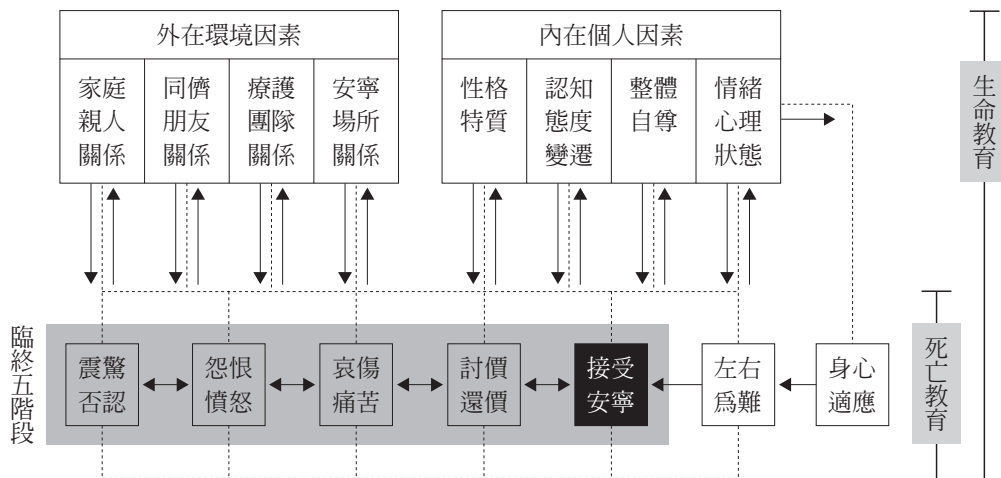 外在環境因素
家庭
親人
關係
同儕
朋友
關係
療護
團隊
關係
安寧
場所
關係
內在個人因素
性格
特質
認知
態度
變遷
整體
自尊
情緒
心理
狀態
生命教育
臨終五階段
震驚
否認
怨恨
憤怒
哀傷
痛苦
討價
還價
接受
安寧
左右
爲難
身心
適應
死亡教育